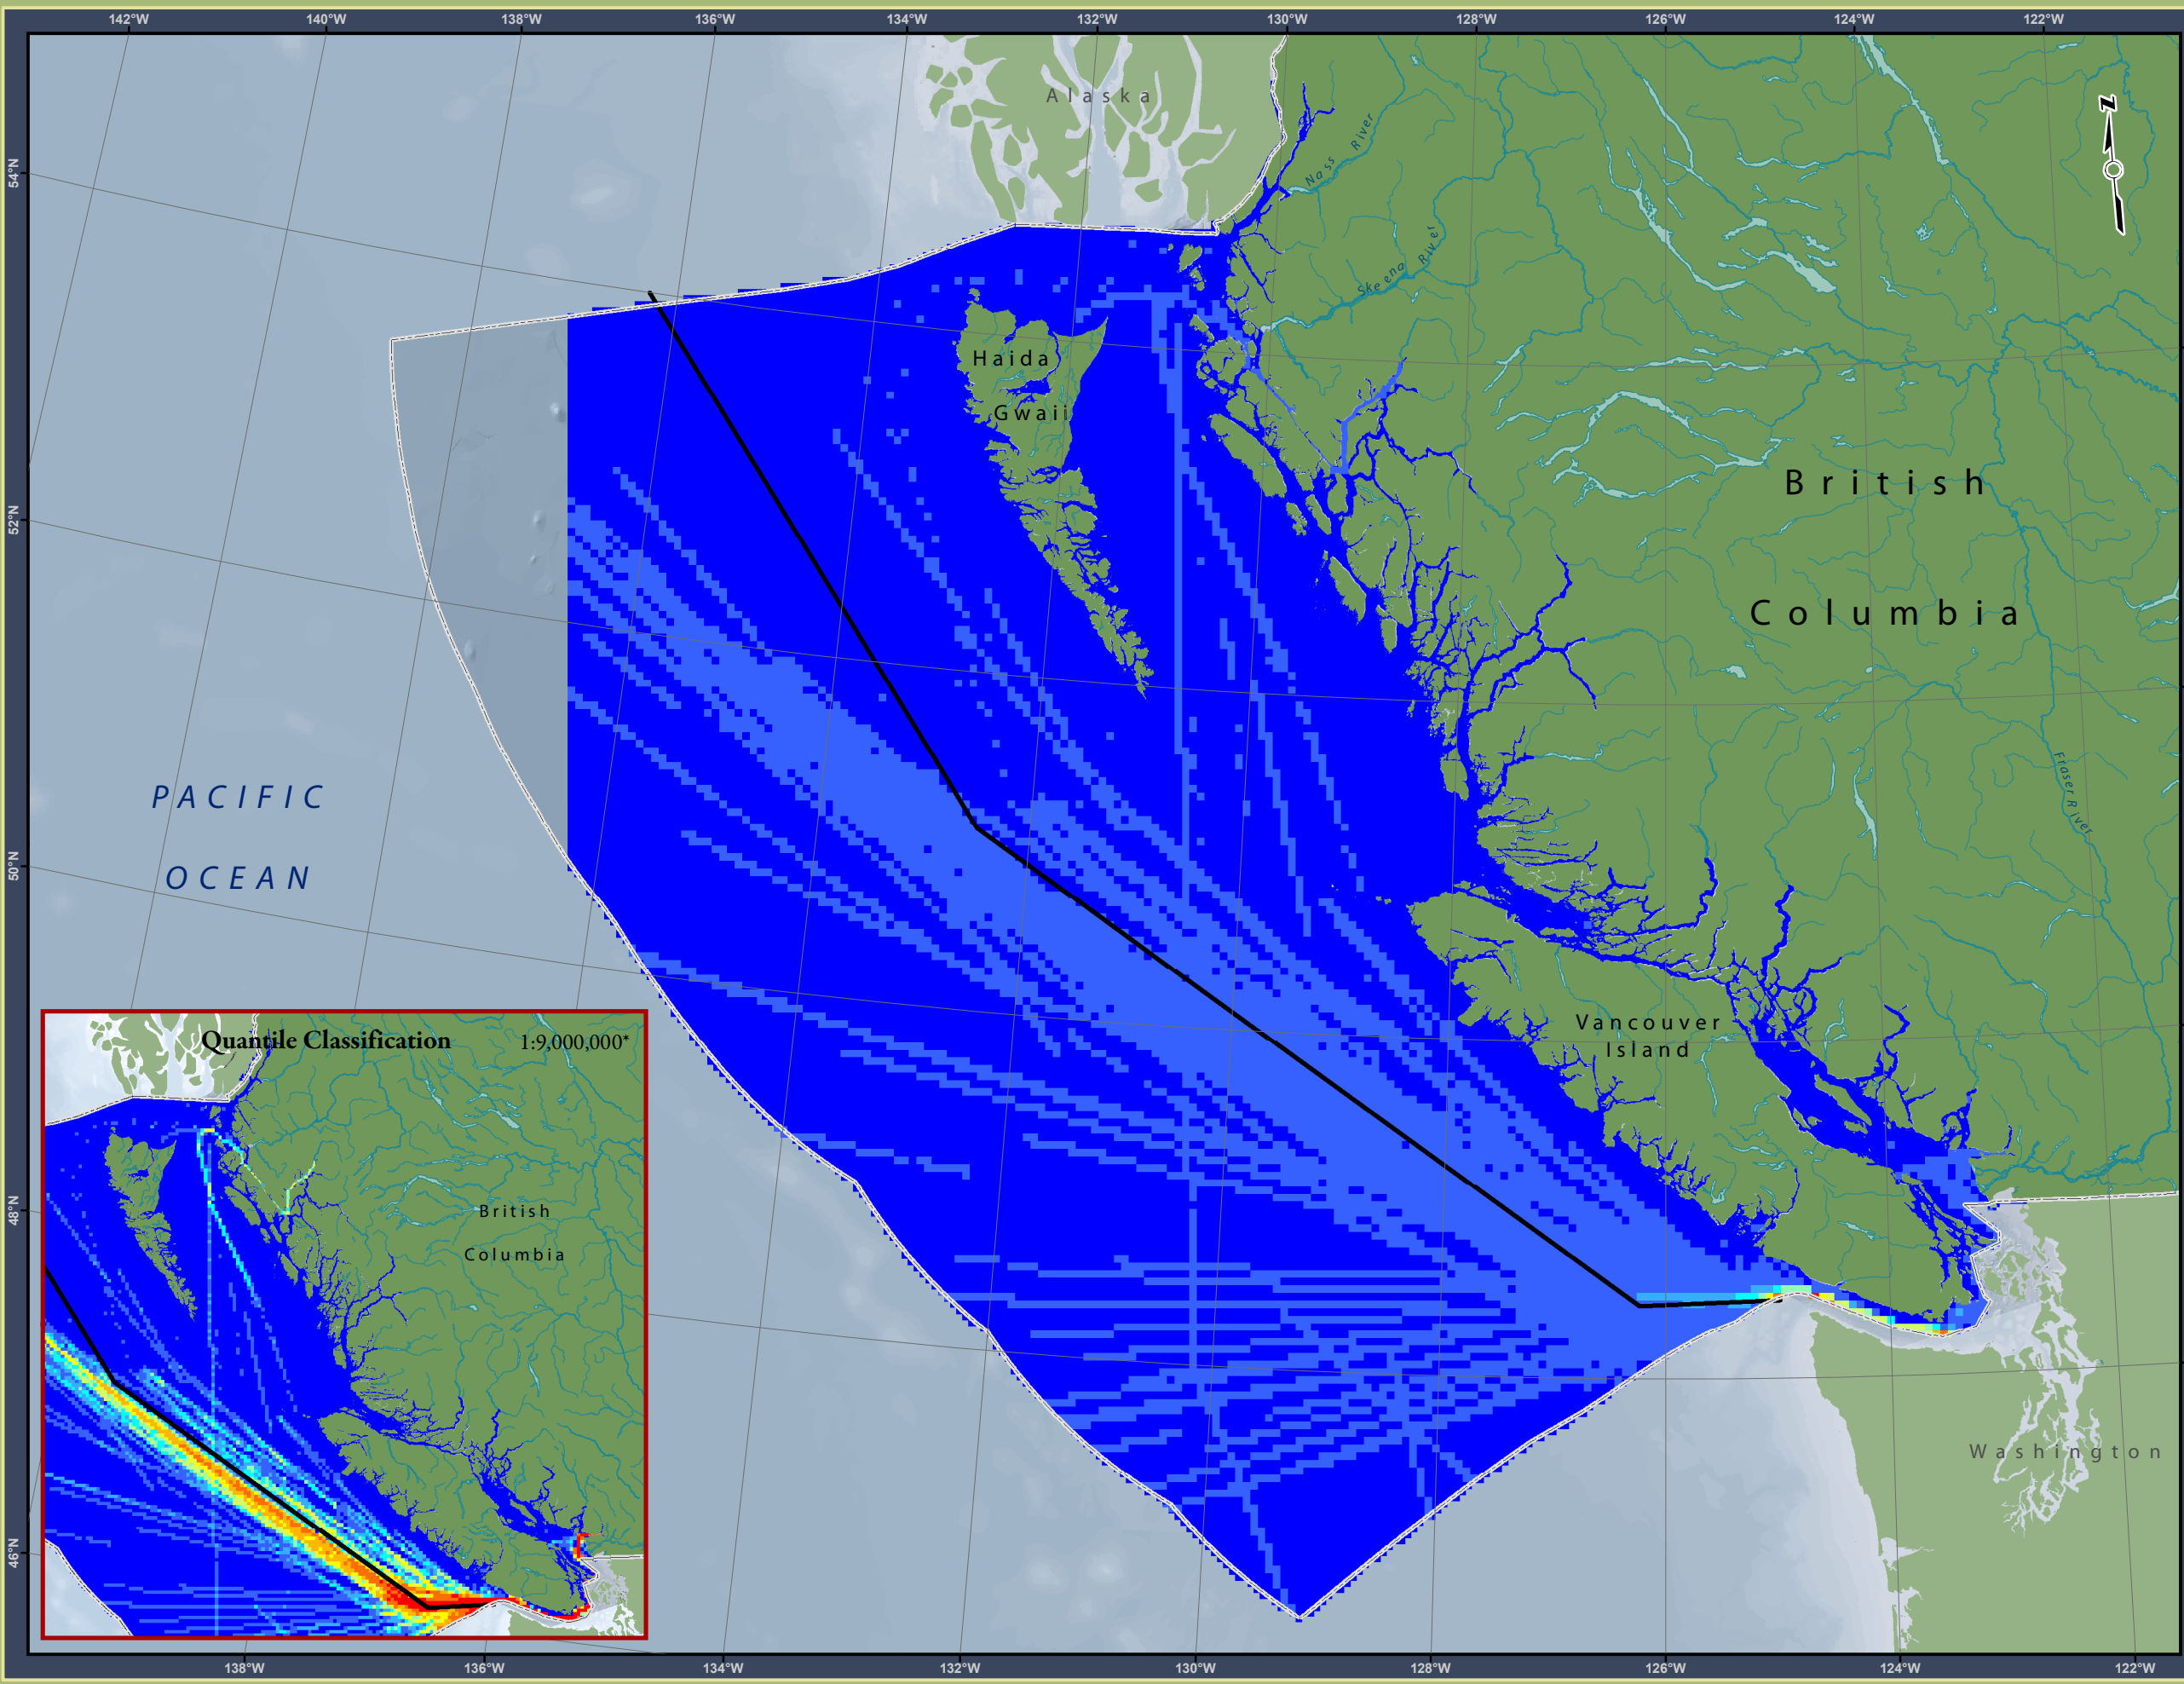 142°W 140°W 138°W 136°W 134°W 132°W 130°W 128°W 126°W 124°W 122°W
Alaska
N
Nass River
54°N
Skeena River
Haida
Gwaii
British
52°N
Columbia
PACIFIC
Fraser River
OCEAN
50°N
Vancouver
Island
Quantile Classification 1:9,000,000*
British
48°N
Columbia
Washington
46°N
138°W 136°W 134°W 132°W 130°W 128°W 126°W 124°W 122°W